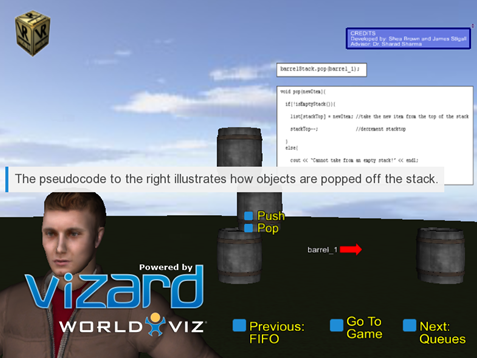 CREDITS
Developed by: Shea Brown and James Stigall
Advisor: Dr. Sharad Sharma
barrelStack.pop(barrel_1);
void pop(newItem){
if(!isEmptyStack()){
list[stackTop] = newItem; //take the new item from the top of the stack
stackTop--; //decrement stacktop
}
else{
cout << "Cannot take from an empty stack!" << endl;
The pseudocode to the right illustrates how objects are popped off the stack.
Push
Pop
barrel_1
Powered by
vizard
WORLD VIZ
Previous:
FIFO
Go To
Game
Next:
Queues